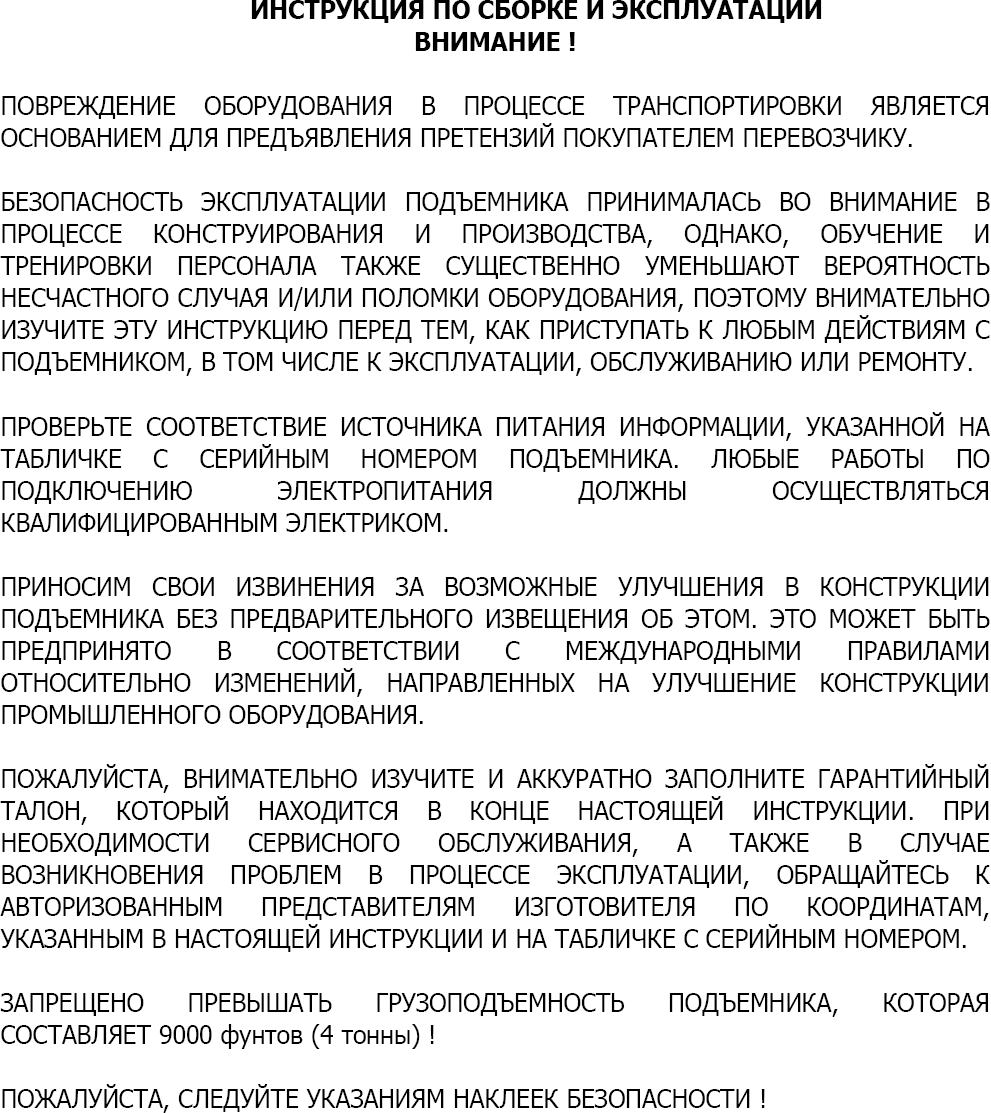 ИНСТРУКЦИЯ ПО СБОРКЕ И ЭКСПЛУАТАЦИИ
ВНИМАНИЕ !
ПОВРЕЖДЕНИЕ ОБОРУДОВАНИЯ В ПРОЦЕССЕ ТРАНСПОРТИРОВКИ ЯВЛЯЕТСЯ
ОСНОВАНИЕМ ДЛЯ ПРЕДЪЯВЛЕНИЯ ПРЕТЕНЗИЙ ПОКУПАТЕЛЕМ ПЕРЕВОЗЧИКУ.
БЕЗОПАСНОСТЬ ЭКСПЛУАТАЦИИ ПОДЪЕМНИКА ПРИНИМАЛАСЬ ВО ВНИМАНИЕ В
ПРОЦЕССЕ КОНСТРУИРОВАНИЯ И ПРОИЗВОДСТВА, ОДНАКО, ОБУЧЕНИЕ И
ТРЕНИРОВКИ ПЕРСОНАЛА ТАКЖЕ СУЩЕСТВЕННО УМЕНЬШАЮТ ВЕРОЯТНОСТЬ
НЕСЧАСТНОГО СЛУЧАЯ И/ИЛИ ПОЛОМКИ ОБОРУДОВАНИЯ, ПОЭТОМУ ВНИМАТЕЛЬНО
ИЗУЧИТЕ ЭТУ ИНСТРУКЦИЮ ПЕРЕД ТЕМ, КАК ПРИСТУПАТЬ К ЛЮБЫМ ДЕЙСТВИЯМ С
ПОДЪЕМНИКОМ, В ТОМ ЧИСЛЕ К ЭКСПЛУАТАЦИИ, ОБСЛУЖИВАНИЮ ИЛИ РЕМОНТУ.
ПРОВЕРЬТЕ СООТВЕТСТВИЕ ИСТОЧНИКА ПИТАНИЯ ИНФОРМАЦИИ, УКАЗАННОЙ НА
ТАБЛИЧКЕ С СЕРИЙНЫМ НОМЕРОМ ПОДЪЕМНИКА. ЛЮБЫЕ РАБОТЫ ПО
ПОДКЛЮЧЕНИЮ ЭЛЕКТРОПИТАНИЯ ДОЛЖНЫ ОСУЩЕСТВЛЯТЬСЯ
КВАЛИФИЦИРОВАННЫМ ЭЛЕКТРИКОМ.
ПРИНОСИМ СВОИ ИЗВИНЕНИЯ ЗА ВОЗМОЖНЫЕ УЛУЧШЕНИЯ В КОНСТРУКЦИИ
ПОДЪЕМНИКА БЕЗ ПРЕДВАРИТЕЛЬНОГО ИЗВЕЩЕНИЯ ОБ ЭТОМ. ЭТО МОЖЕТ БЫТЬ
ПРЕДПРИНЯТО В СООТВЕТСТВИИ С МЕЖДУНАРОДНЫМИ ПРАВИЛАМИ
ОТНОСИТЕЛЬНО ИЗМЕНЕНИЙ, НАПРАВЛЕННЫХ НА УЛУЧШЕНИЕ КОНСТРУКЦИИ
ПРОМЫШЛЕННОГО ОБОРУДОВАНИЯ.
ПОЖАЛУЙСТА, ВНИМАТЕЛЬНО ИЗУЧИТЕ И АККУРАТНО ЗАПОЛНИТЕ ГАРАНТИЙНЫЙ
ТАЛОН, КОТОРЫЙ НАХОДИТСЯ В КОНЦЕ НАСТОЯЩЕЙ ИНСТРУКЦИИ. ПРИ
НЕОБХОДИМОСТИ СЕРВИСНОГО ОБСЛУЖИВАНИЯ, А ТАКЖЕ В СЛУЧАЕ
ВОЗНИКНОВЕНИЯ ПРОБЛЕМ В ПРОЦЕССЕ ЭКСПЛУАТАЦИИ, ОБРАЩАЙТЕСЬ К
АВТОРИЗОВАННЫМ ПРЕДСТАВИТЕЛЯМ ИЗГОТОВИТЕЛЯ ПО КООРДИНАТАМ,
УКАЗАННЫМ В НАСТОЯЩЕЙ ИНСТРУКЦИИ И НА ТАБЛИЧКЕ С СЕРИЙНЫМ НОМЕРОМ.
ЗАПРЕЩЕНО ПРЕВЫШАТЬ ГРУЗОПОДЪЕМНОСТЬ ПОДЪЕМНИКА, КОТОРАЯ
СОСТАВЛЯЕТ 9000 фунтов (4 тонны) !
ПОЖАЛУЙСТА, СЛЕДУЙТЕ УКАЗАНИЯМ НАКЛЕЕК БЕЗОПАСНОСТИ !